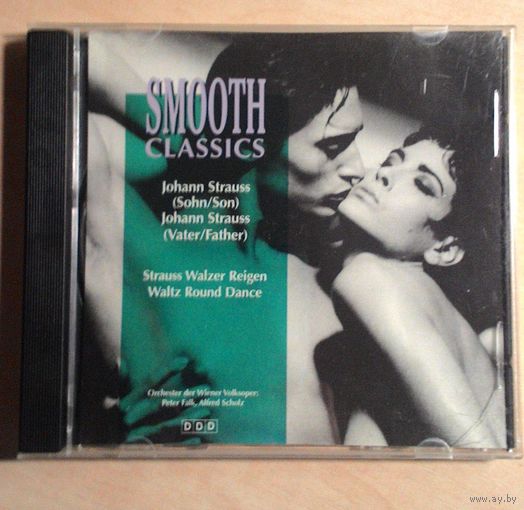 SMOOTH
CLASSICS
Johann Strauss
(Sohn/Son)
Johann Strauss
(Vater/Father)
Strauss Walzer Reigen
Waltz Round Dance
Orchester der Wiener Volksoper:
Peter Falk, Alfred Scholz
DDD
www.ay.by